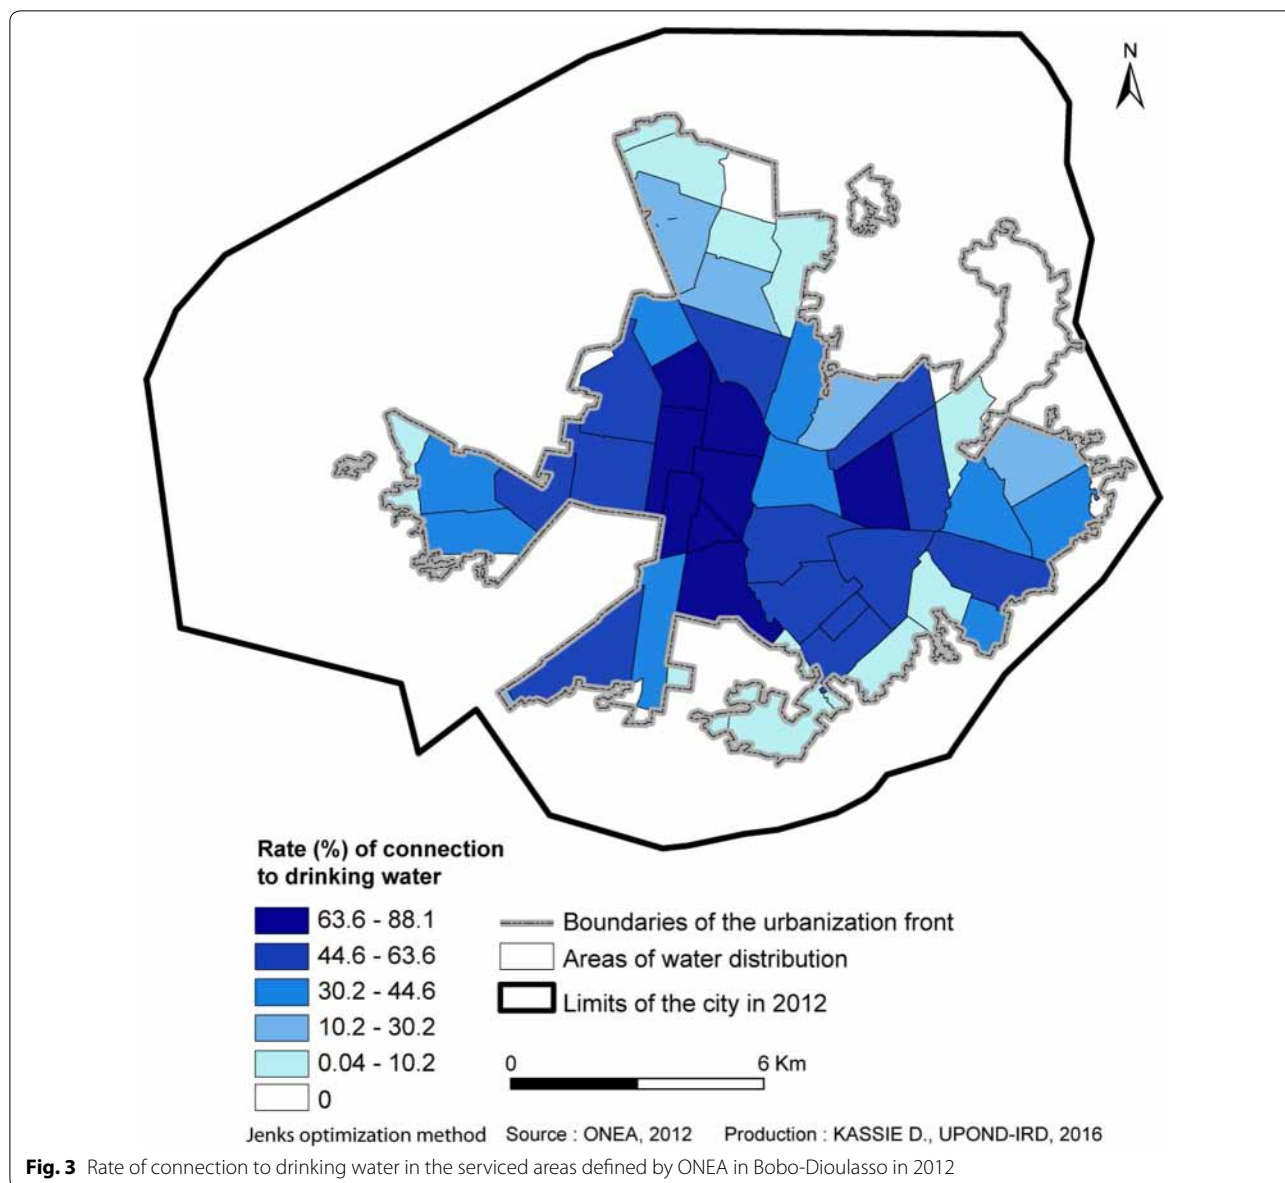 N
Rate (%) of connection
to drinking water
63.6 - 88.1
44.6 - 63.6
30.2 - 44.6
10.2 - 30.2
0.04 - 10.2
0
Boundaries of the urbanization front
Areas of water distribution
Limits of the city in 2012
0 6 Km
Jenks optimization method Source : ONEA, 2012 Production : KASSIE D., UPOND-IRD, 2016
Fig. 3 Rate of connection to drinking water in the serviced areas defined by ONEA in Bobo-Dioulasso in 2012